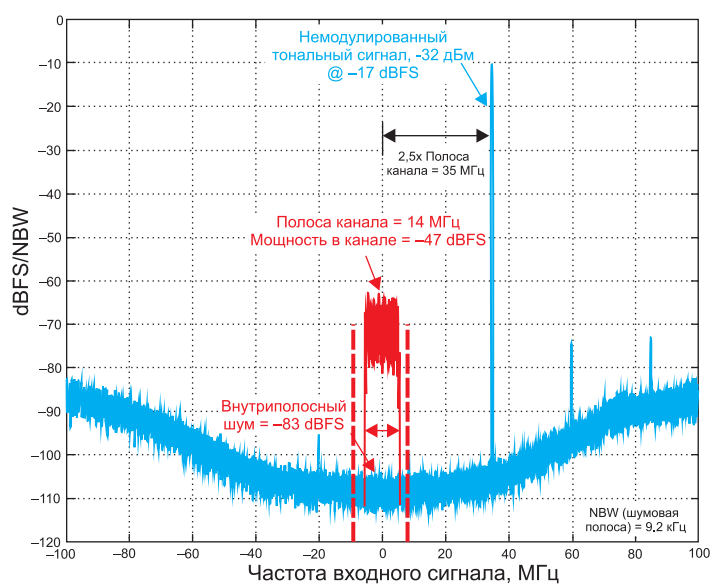 0
–10
–20
–30
–40
–50
–60
–70
–80
–90
–100
–110
–120
dBFS/NBW
Немодулированный
тональный сигнал, -32 дБм
@ –17 dBFS
2,5x Полоса
канала = 35 МГц
Полоса канала = 14 МГц
Мощность в канале = –47 dBFS
Внутриполосный
шум = –83 dBFS
NBW (шумовая
полоса) = 9,2 кГц
–100 –80 –60 –40 –20 0 20 40 60 80 100
Частота входного сигнала, МГц